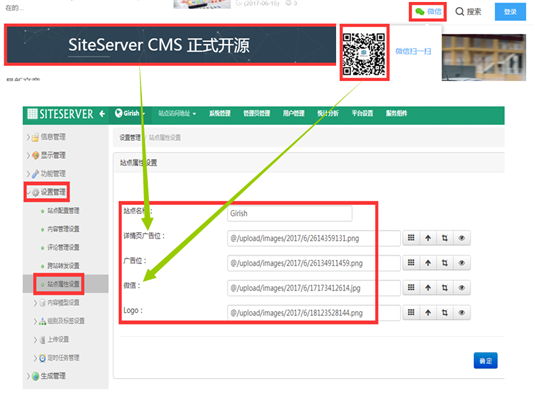 在的...
(2017-06-15) 3
微信
搜索
登录
SiteServer CMS 正式开源
微信扫一扫
SITESERVER
Girish
站点访问地址
系统管理
管理员管理
用户管理
统计分析
平台设置
服务组件
信息管理
显示管理
功能管理
设置管理
站点配置管理
内容管理设置
评论管理设置
跨站转发设置
站点属性设置
内容模型设置
组别及标签设置
上传设置
定时任务管理
生成管理
设置管理 / 站点属性设置
站点属性设置
站点名称： Girish
详情页广告位： @/upload/images/2017/6/2614359131.png
广告位： @/upload/images/2017/6/26134911459.png
微信： @/upload/images/2017/6/17173412614.jpg
Logo： @/upload/images/2017/6/18123528144.png
确 定